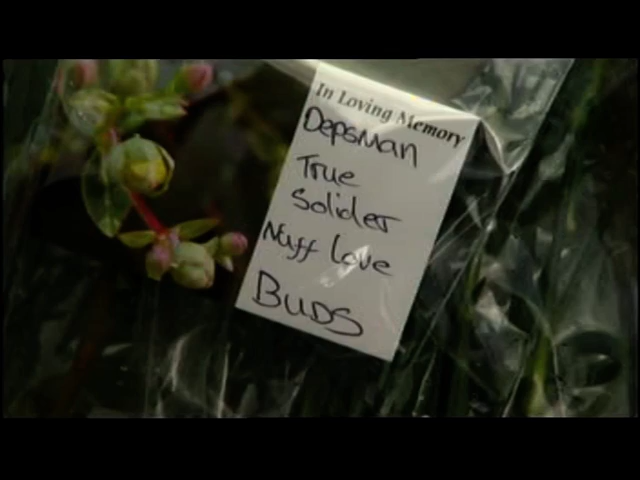 In Loving Memory
Depsman
True
Solider
Nuff Love
Buds